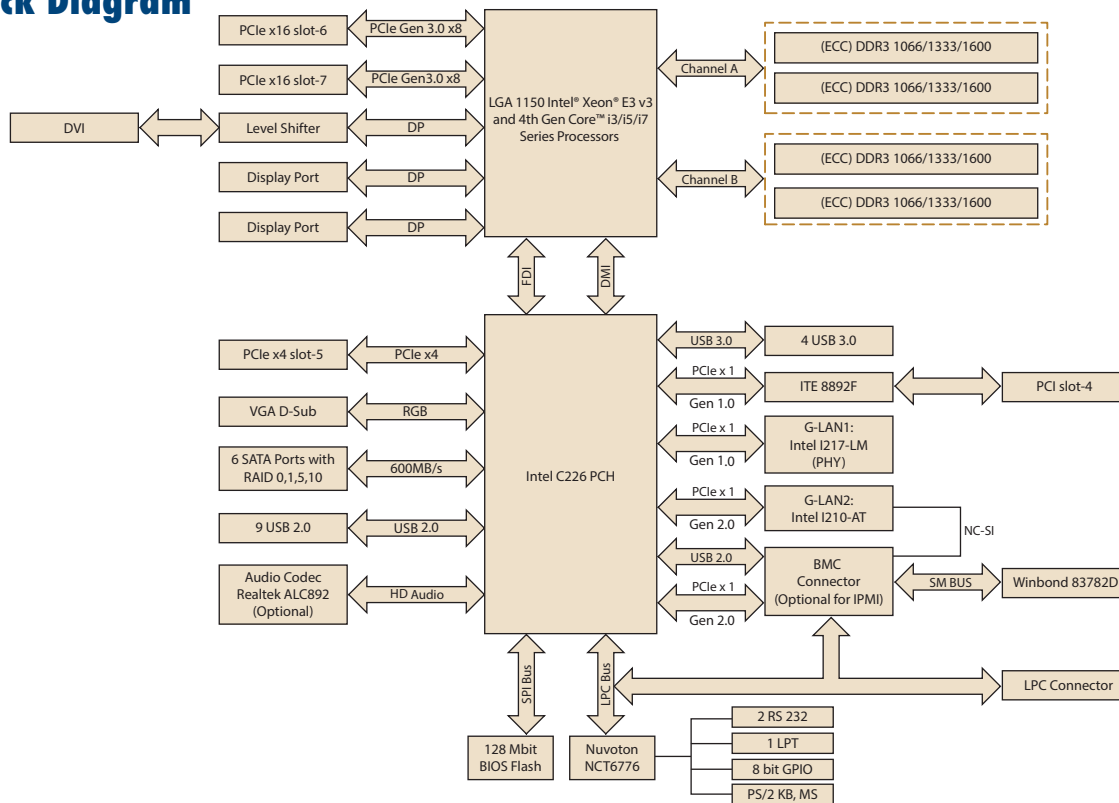 ck Diagram
PCIe x16 slot-6
PCIe Gen 3.0 x8
PCIe x16 slot-7
PCIe Gen3.0 x8
DVI
Level Shifter
DP
Display Port
DP
Display Port
DP
LGA 1150 Intel® Xeon® E3 v3
and 4th Gen Core™ i3/i5/i7
Series Processors
Channel A
(ECC) DDR3 1066/1333/1600
(ECC) DDR3 1066/1333/1600
Channel B
(ECC) DDR3 1066/1333/1600
(ECC) DDR3 1066/1333/1600
FDI
DMI
PCIe x4 slot-5
PCIe x4
VGA D-Sub
RGB
6 SATA Ports with
RAID 0,1,5,10
600MB/s
9 USB 2.0
USB 2.0
Audio Codec
Realtek ALC892
(Optional)
HD Audio
Intel C226 PCH
USB 3.0
4 USB 3.0
PCIe x 1
Gen 1.0
ITE 8892F
PCI slot-4
PCIe x 1
Gen 1.0
G-LAN1:
Intel I217-LM
(PHY)
PCIe x 1
Gen 2.0
G-LAN2:
Intel I210-AT
NC-SI
USB 2.0
PCIe x 1
Gen 2.0
BMC
Connector
(Optional for IPMI)
SM BUS
Winbond 83782D
SPI Bus
LPC Bus
LPC Connector
128 Mbit
BIOS Flash
Nuvoton
NCT6776
2 RS 232
1 LPT
8 bit GPIO
PS/2 KB, MS